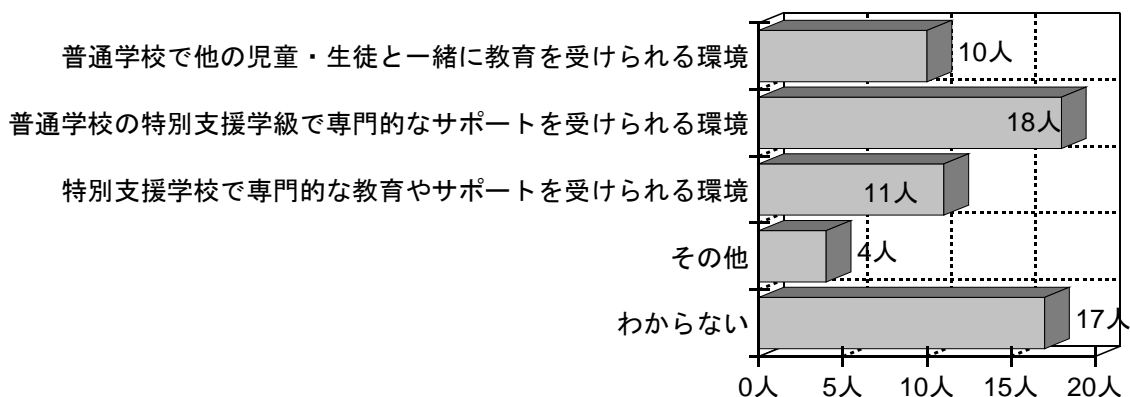 普通学校で他の児童・生徒と一緒に教育を受けられる環境
10人
普通学校の特別支援学級で専門的なサポートを受けられる環境
18人
特別支援学校で専門的な教育やサポートを受けられる環境
11人
その他
4人
わからない
17人
0人 5人 10人 15人 20人